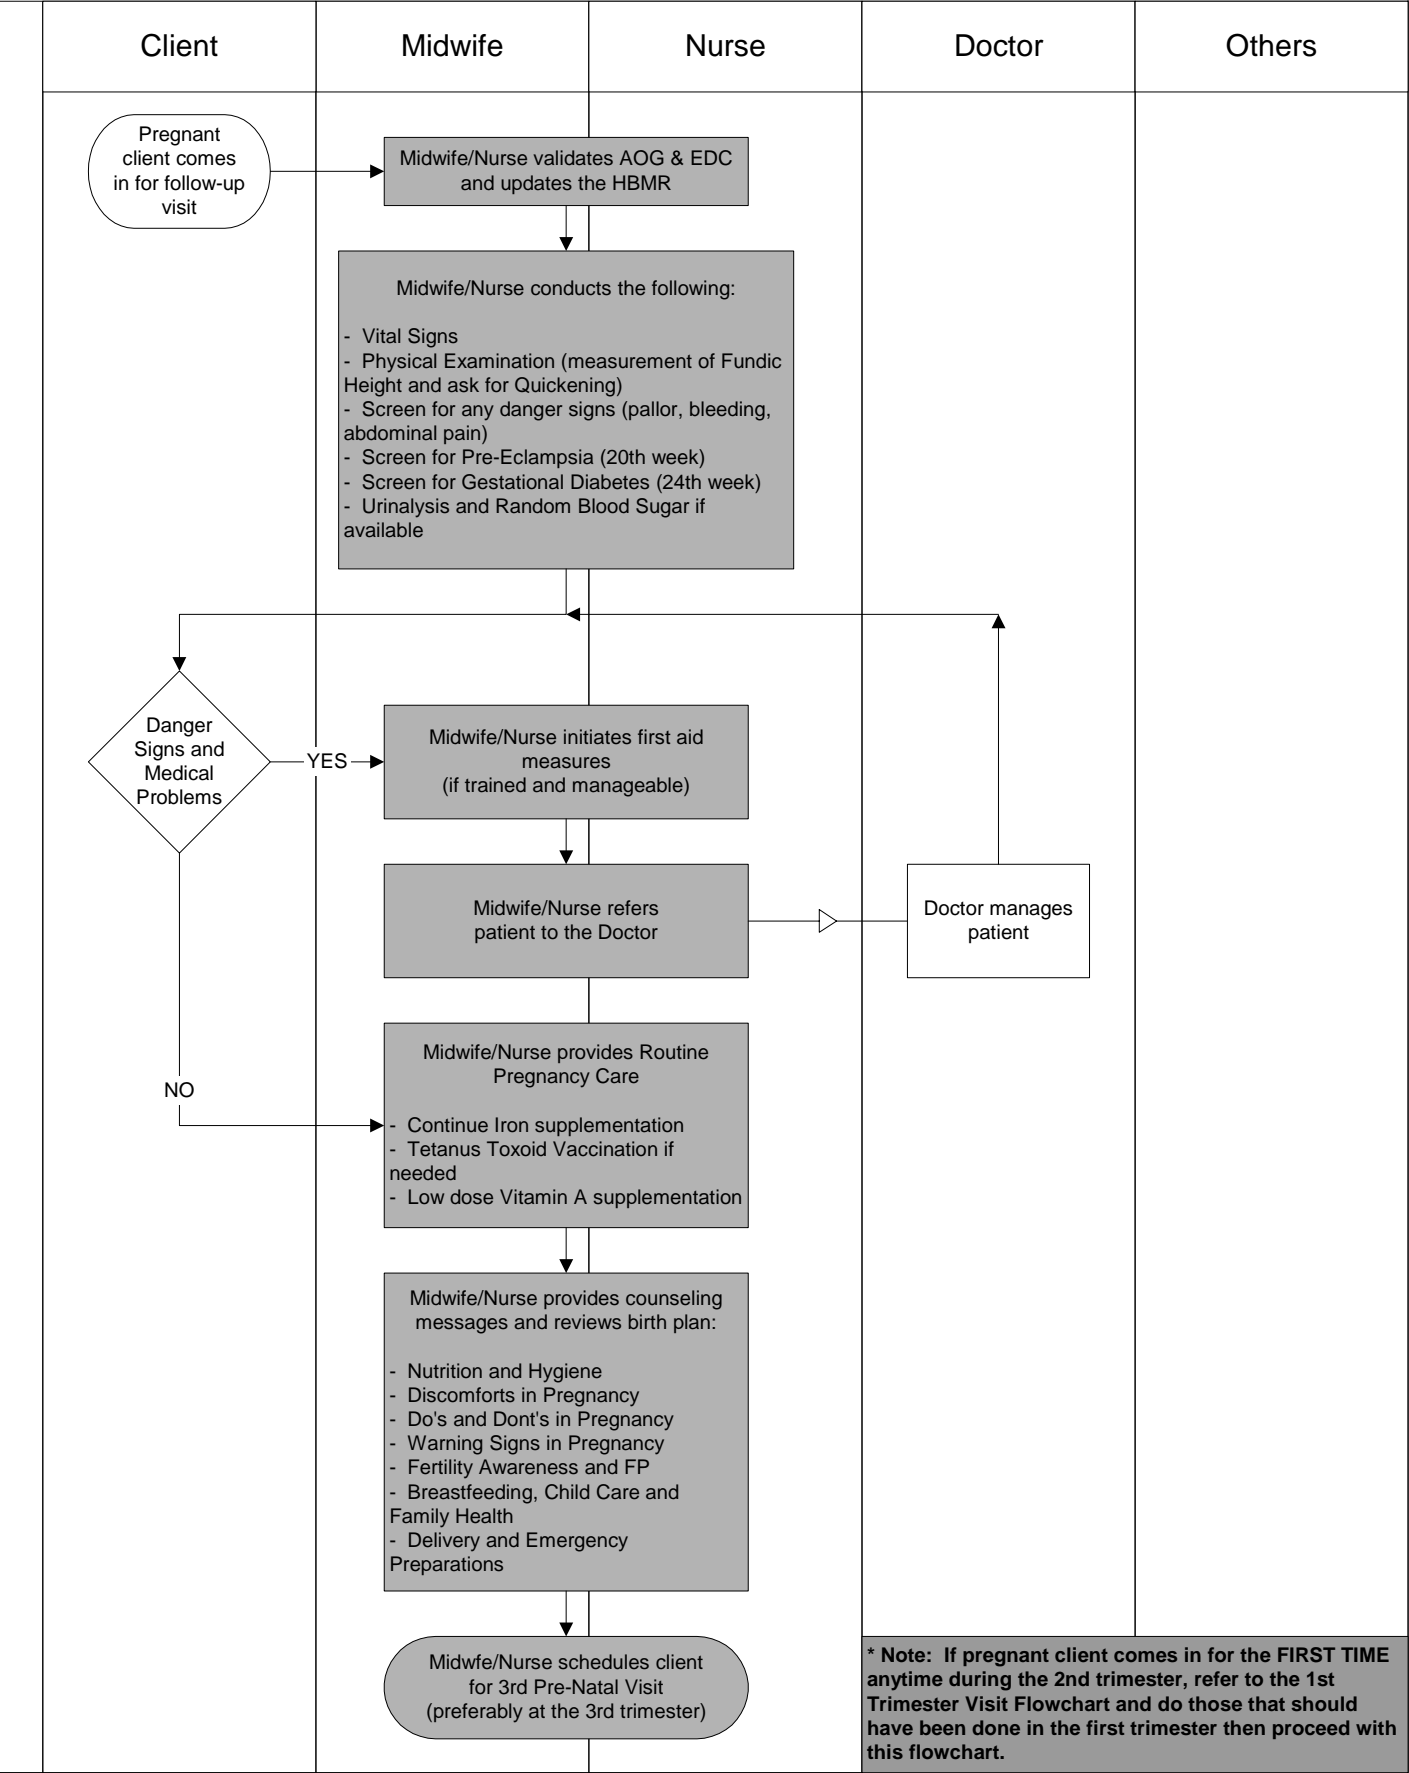 Client
Midwife
Nurse
Doctor
Others
Pregnant
client comes
in for follow-up
visit
Midwife/Nurse validates AOG & EDC
and updates the HBMR
Midwife/Nurse conducts the following:
- Vital Signs
- Physical Examination (measurement of Fundic
Height and ask for Quickening)
- Screen for any danger signs (pallor, bleeding,
abdominal pain)
- Screen for Pre-Eclampsia (20th week)
- Screen for Gestational Diabetes (24th week)
- Urinalysis and Random Blood Sugar if
available
Danger
Signs and
Medical
Problems
YES
Midwife/Nurse initiates first aid
measures
(if trained and manageable)
Midwife/Nurse refers
patient to the Doctor
Doctor manages
patient
NO
Midwife/Nurse provides Routine
Pregnancy Care
- Continue Iron supplementation
- Tetanus Toxoid Vaccination if
needed
- Low dose Vitamin A supplementation
Midwife/Nurse provides counseling
messages and reviews birth plan:
- Nutrition and Hygiene
- Discomforts in Pregnancy
- Do's and Dont's in Pregnancy
- Warning Signs in Pregnancy
- Fertility Awareness and FP
- Breastfeeding, Child Care and
Family Health
- Delivery and Emergency
Preparations
Midwfe/Nurse schedules client
for 3rd Pre-Natal Visit
(preferably at the 3rd trimester)
* Note: If pregnant client comes in for the FIRST TIME
anytime during the 2nd trimester, refer to the 1st
Trimester Visit Flowchart and do those that should
have been done in the first trimester then proceed with
this flowchart.